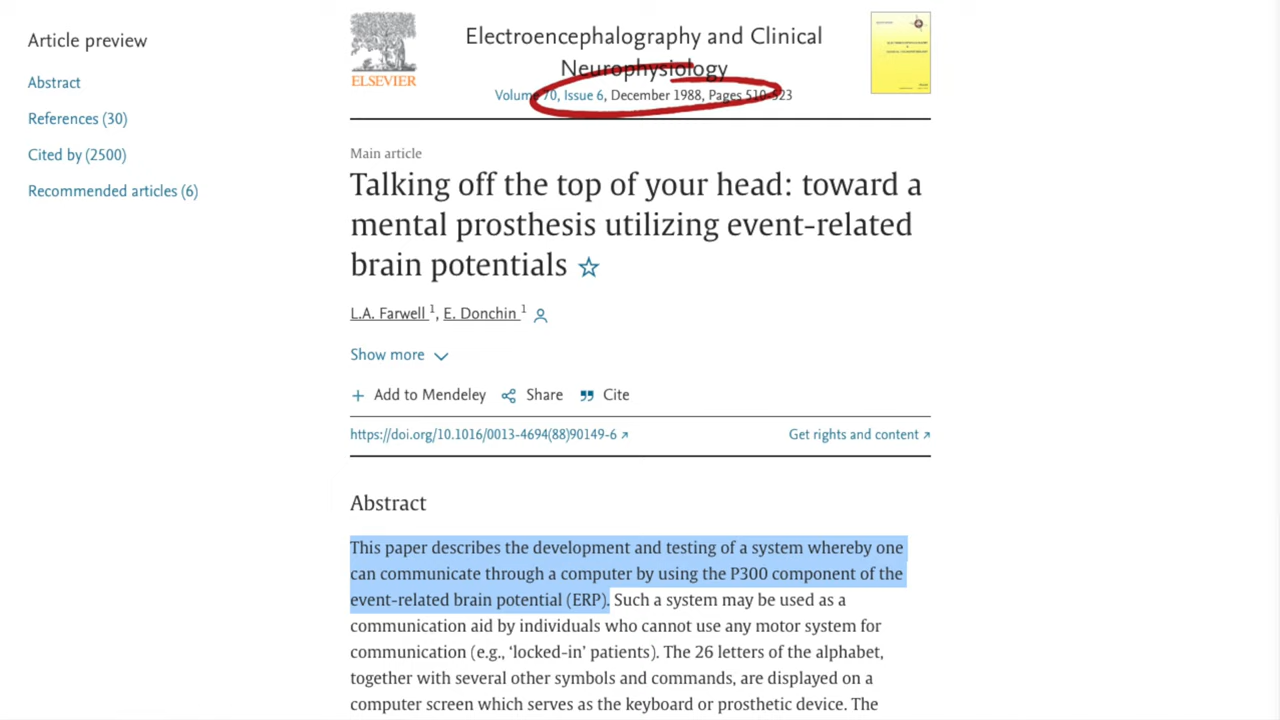 Article preview
Abstract
References (30)
Cited by (2500)
Recommended articles (6)
ELSEVIER
Electroencephalography and Clinical
Neurophysiology
Volume 70, Issue 6, December 1988, Pages 510-523
Main article
Talking off the top of your head: toward a
mental prosthesis utilizing event-related
brain potentials
L.A. Farwell 1, E. Donchin 1
Show more
Add to Mendeley Share Cite
https://doi.org/10.1016/0013-4694(88)90149-6
Get rights and content
Abstract
This paper describes the development and testing of a system whereby one
can communicate through a computer by using the P300 component of the
event-related brain potential (ERP). Such a system may be used as a
communication aid by individuals who cannot use any motor system for
communication (e.g., ‘locked-in’ patients). The 26 letters of the alphabet,
together with several other symbols and commands, are displayed on a
computer screen which serves as the keyboard or prosthetic device. The